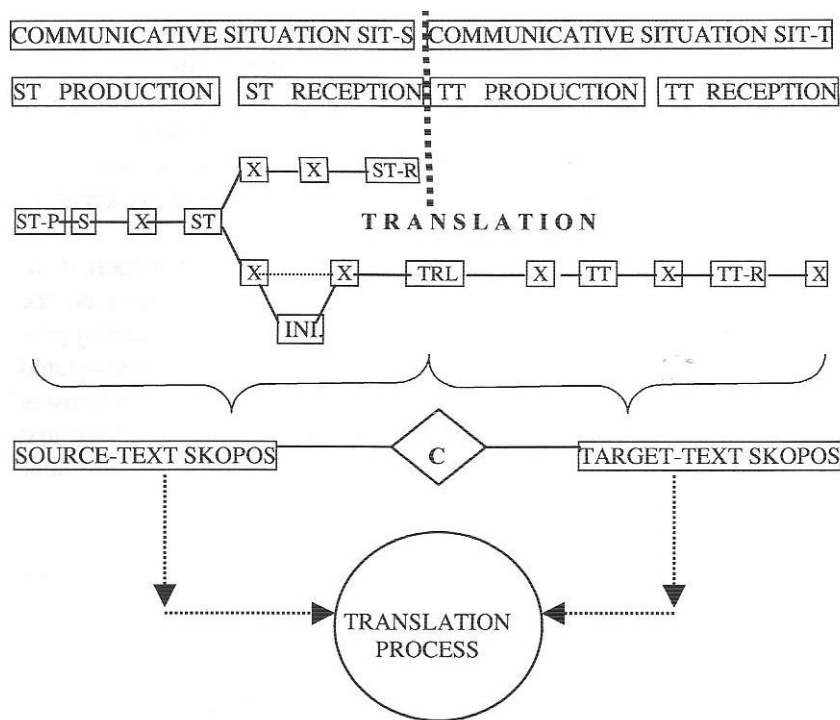 COMMUNICATIVE SITUATION SIT-S COMMUNICATIVE SITUATION SIT-T
ST PRODUCTION ST RECEPTION TT PRODUCTION TT RECEPTION
X X ST-R
ST-P S X ST TRANSLATION
X X TRL X TT X TT-R X
INI.
SOURCE-TEXT SKOPOS C TARGET-TEXT SKOPOS
TRANSLATION
PROCESS